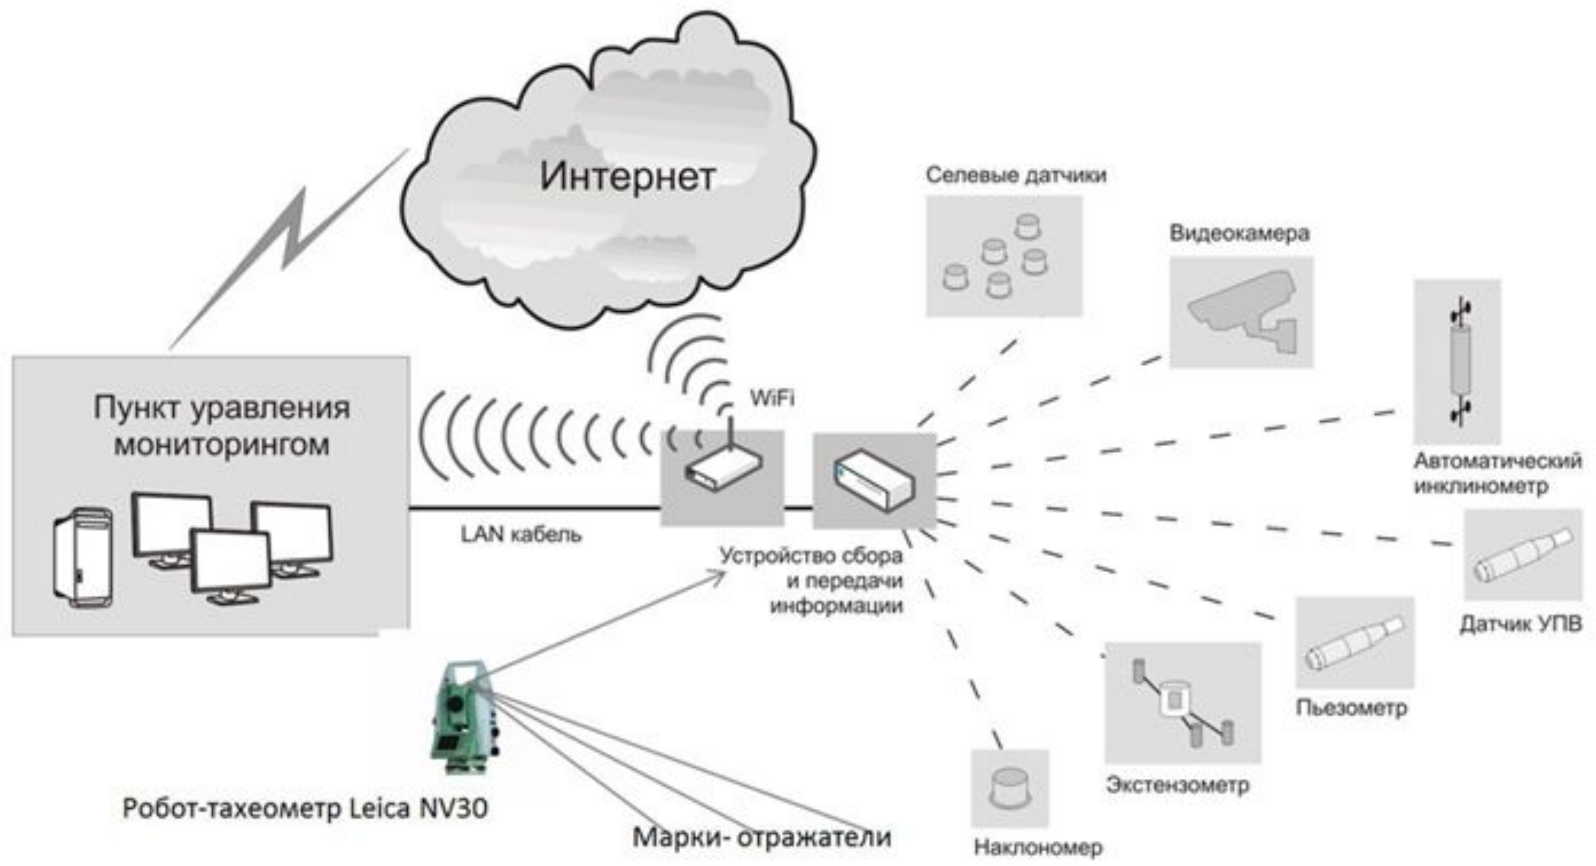 Интернет
Селевые датчики
Видеокамера
WiFi
Пункт уравления
мониторингом
Автоматический
инклинометр
LAN кабель
Устройство сбора
и передачи
информации
Датчик УПВ
Пьезометр
Экстензометр
Робот-тахеометр Leica NV30
Марки- отражатели
Наклономер